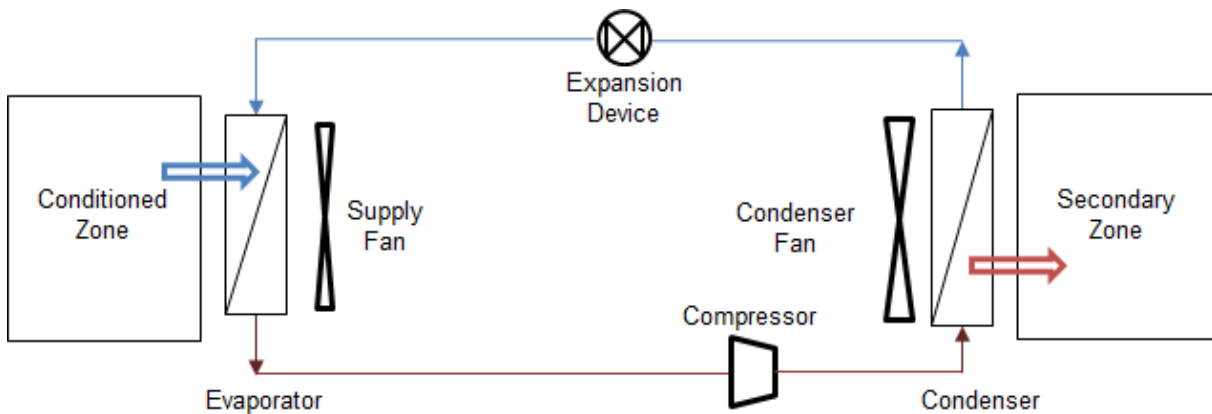 Expansion
Device
Conditioned
Zone
Supply
Fan
Condenser
Fan
Secondary
Zone
Compressor
Evaporator
Condenser